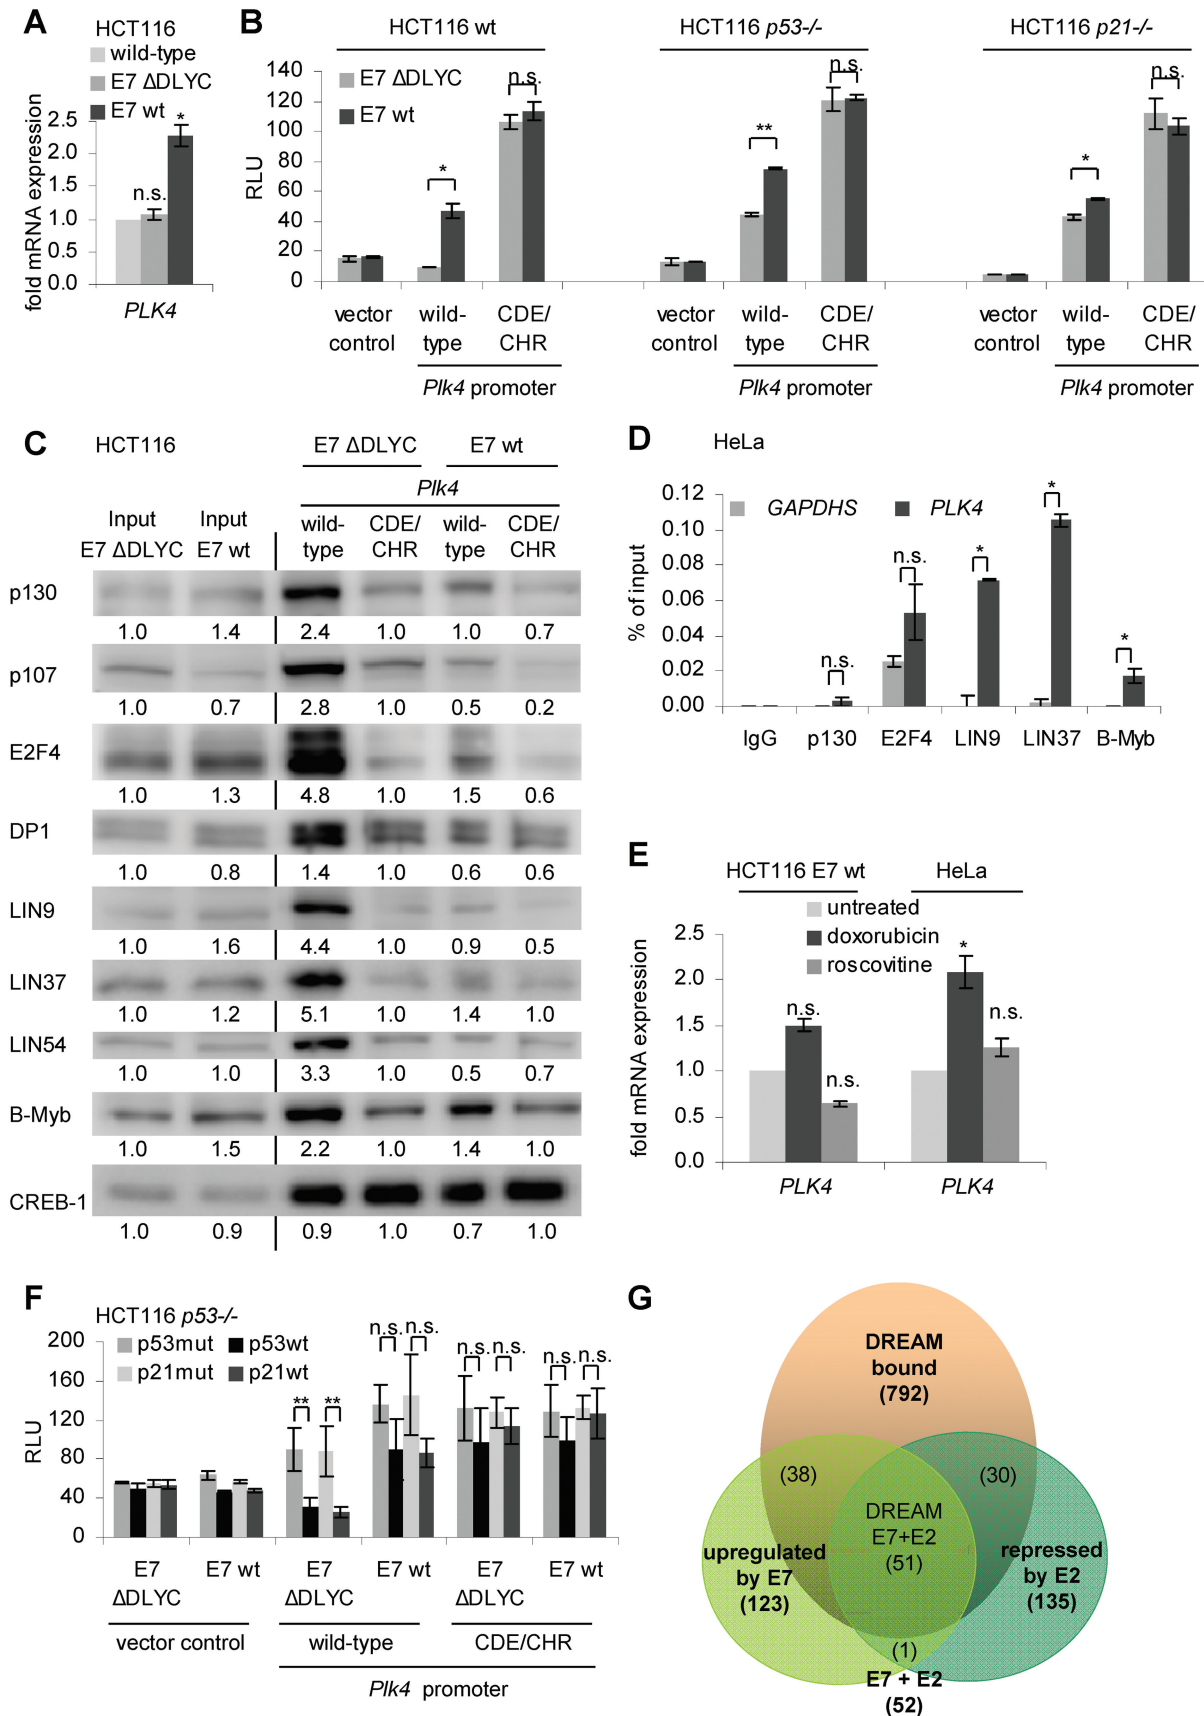 A
HCT116
wild-type
E7 ΔDLYC
E7 wt
fold mRNA expression
2.5
2.0
1.5
1.0
0.5
0.0
n.s.
*
PLK4
B
HCT116 wt
HCT116 p53-/-
HCT116 p21-/-
E7 ΔDLYC
E7 wt
RLU
140
120
100
80
60
40
20
0
*
n.s.
**
n.s.
*
n.s.
vector control
wild-type
CDE/CHR
Plk4 promoter
vector control
wild-type
CDE/CHR
Plk4 promoter
vector control
wild-type
CDE/CHR
Plk4 promoter
C
HCT116
E7 ΔDLYC
E7 wt
Plk4
Input E7 ΔDLYC
Input E7 wt
wild-type
CDE/CHR
wild-type
CDE/CHR
p130
1.0 1.4 2.4 1.0 1.0 0.7
p107
1.0 0.7 2.8 1.0 0.5 0.2
E2F4
1.0 1.3 4.8 1.0 1.5 0.6
DP1
1.0 0.8 1.4 1.0 0.6 0.6
LIN9
1.0 1.6 4.4 1.0 0.9 0.5
LIN37
1.0 1.2 5.1 1.0 1.4 1.0
LIN54
1.0 1.0 3.3 1.0 0.5 0.7
B-Myb
1.0 1.5 2.2 1.0 1.4 1.0
CREB-1
1.0 0.9 0.9 1.0 0.7 1.0
D
HeLa
GAPDHS
PLK4
% of input
0.12
0.10
0.08
0.06
0.04
0.02
0.00
n.s.
n.s.
*
*
*
IgG p130 E2F4 LIN9 LIN37 B-Myb
E
HCT116 E7 wt
HeLa
untreated
doxorubicin
roscovitine
fold mRNA expression
2.5
2.0
1.5
1.0
0.5
0.0
n.s.
n.s.
*
n.s.
PLK4
PLK4
F
HCT116 p53-/-
p53mut
p53wt
p21mut
p21wt
RLU
200
160
120
80
40
0
** **
n.s. n.s.
n.s. n.s.
n.s. n.s.
E7 ΔDLYC
E7 wt
E7 ΔDLYC
E7 wt
E7 ΔDLYC
E7 wt
vector control
wild-type
CDE/CHR
Plk4 promoter
G
DREAM
bound
(792)
(38)
(30)
DREAM
E7+E2
(51)
upregulated
by E7
(123)
repressed
by E2
(135)
(1)
E7 + E2
(52)